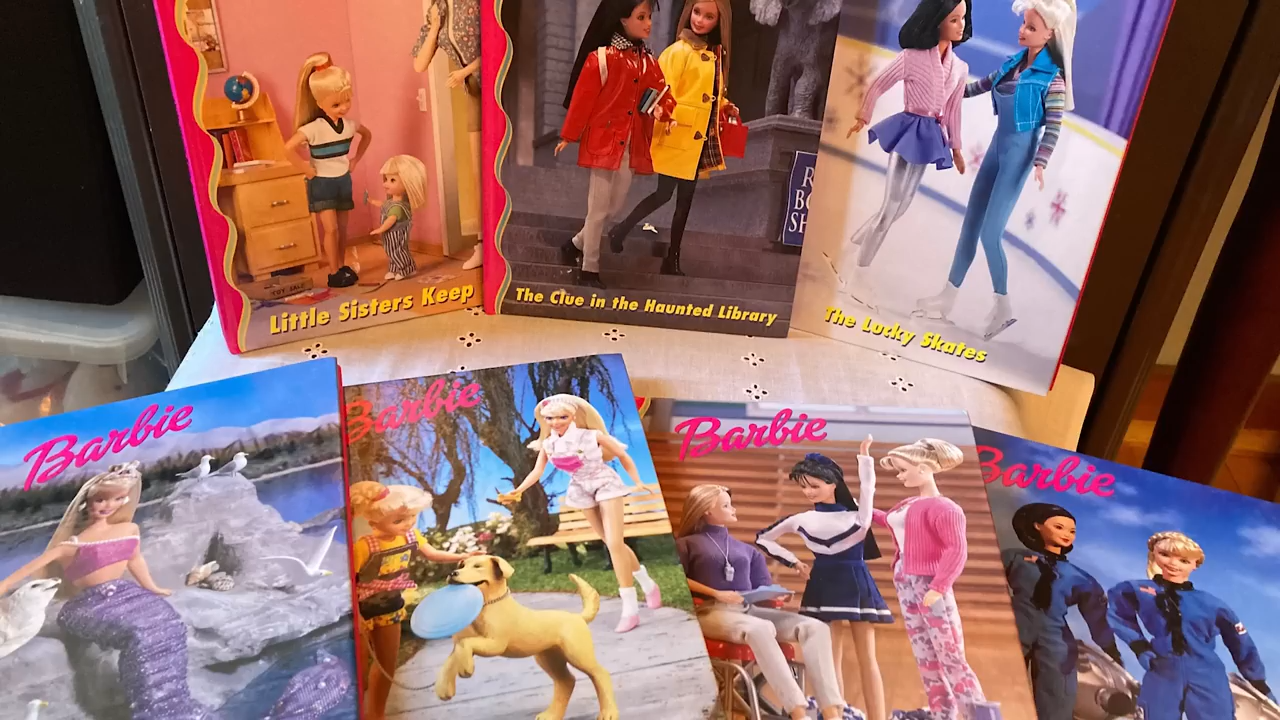 Little Sisters Keep
The Clue in the Haunted Library
The Lucky Skates
Barbie
Barbie
Barbie
Barbie